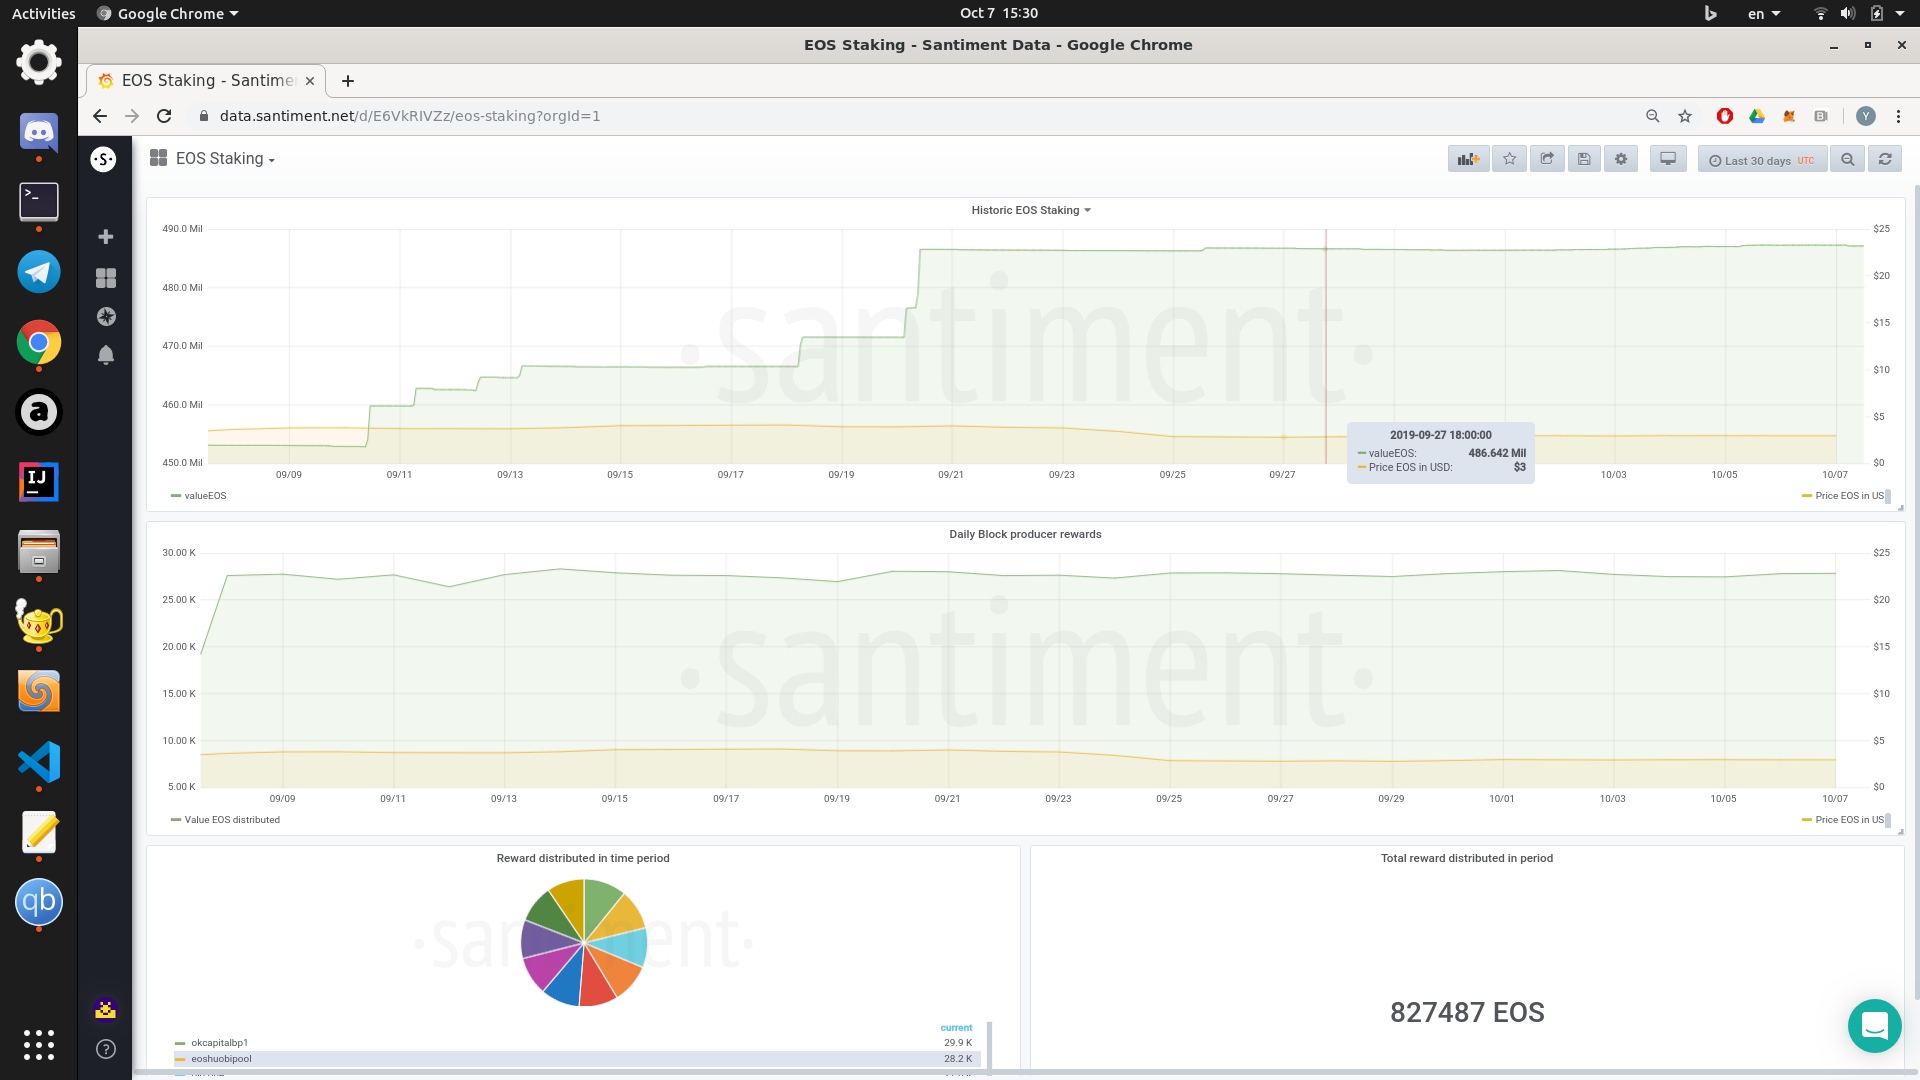 Activities
Google Chrome
Oct 7 15:30
en
EOS Staking - Santiment Data - Google Chrome
EOS Staking - Santime
data.santiment.net/d/E6VkRIVZz/eos-staking?orgId=1
Y
·S·
EOS Staking
Last 30 days UTC
>_
a
IJ
qb
Historic EOS Staking
490.0 Mil
480.0 Mil
470.0 Mil
460.0 Mil
450.0 Mil
$25
$20
$15
$10
$5
$0
·santiment·
2019-09-27 18:00:00
valueEOS: 486.642 Mil
Price EOS in USD: $3
09/09 09/11 09/13 09/15 09/17 09/19 09/21 09/23 09/25 09/27 10/03 10/05 10/07
valueEOS
Price EOS in US
Daily Block producer rewards
30.00 K
25.00 K
20.00 K
15.00 K
10.00 K
5.00 K
$25
$20
$15
$10
$5
$0
·santiment·
09/09 09/11 09/13 09/15 09/17 09/19 09/21 09/23 09/25 09/27 09/29 10/01 10/03 10/05 10/07
Value EOS distributed
Price EOS in US
Reward distributed in time period
current
okcapitalbp1 29.9 K
eoshuobipool 28.2 K
Total reward distributed in period
827487 EOS
?